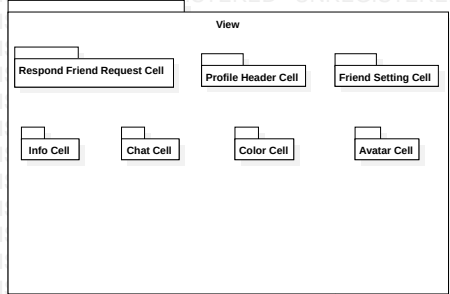 View
Respond Friend Request Cell
Profile Header Cell
Friend Setting Cell
Info Cell
Chat Cell
Color Cell
Avatar Cell